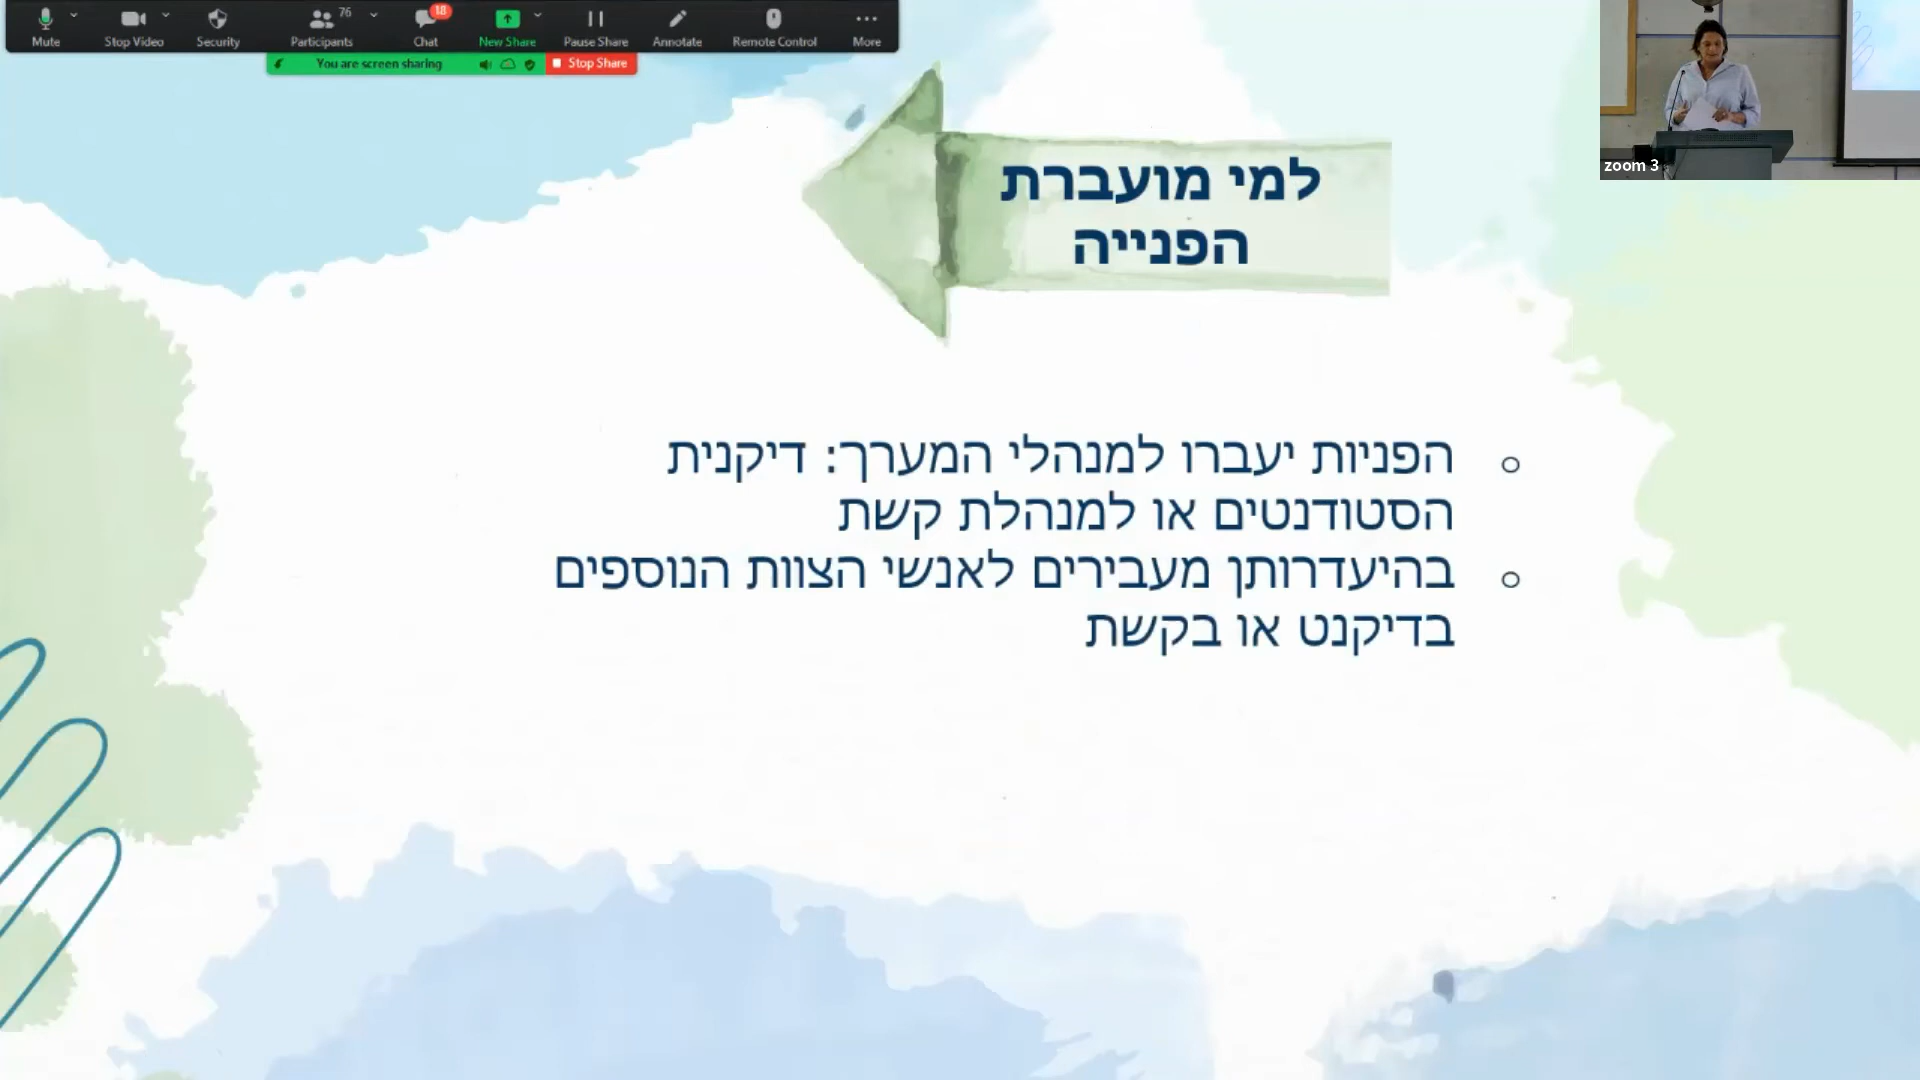 76
18
Mute
Stop Video
Security
Participants
Chat
New Share
Pause Share
Annotate
Remote Control
More
You are screen sharing
Stop Share
zoom 3
למי מועברת
הפנייה
○ הפניות יעברו למנהלי המערך: דיקנית
הסטודנטים או למנהלת קשת
○ בהיעדרותן מעבירים לאנשי הצוות הנוספים
בדיקנט או בקשת